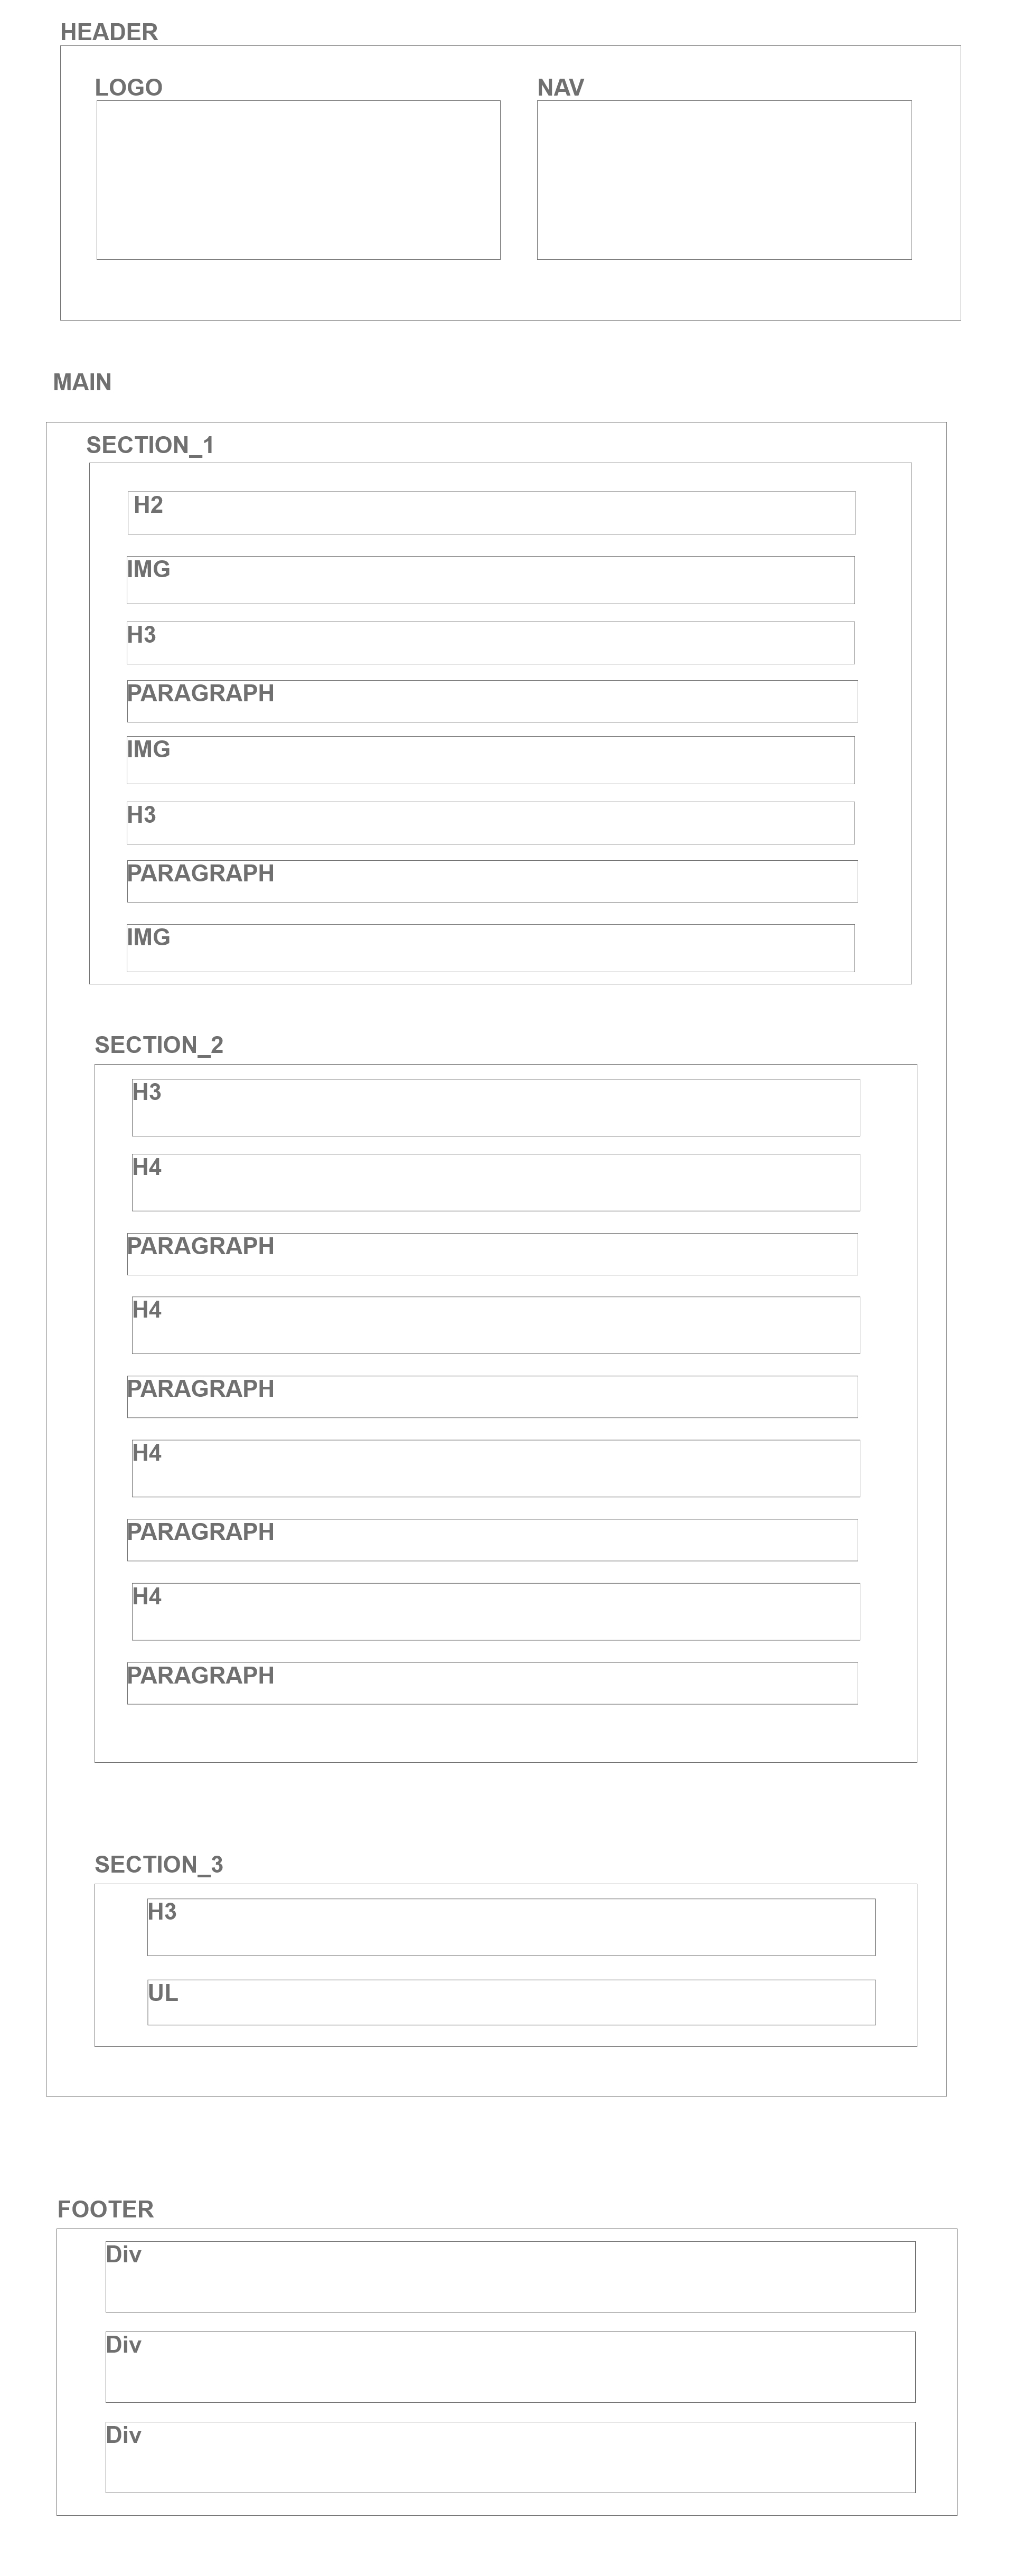 HEADER
LOGO
NAV
MAIN
SECTION_1
H2
IMG
H3
PARAGRAPH
IMG
H3
PARAGRAPH
IMG
SECTION_2
H3
H4
PARAGRAPH
H4
PARAGRAPH
H4
PARAGRAPH
H4
PARAGRAPH
SECTION_3
H3
UL
FOOTER
Div
Div
Div